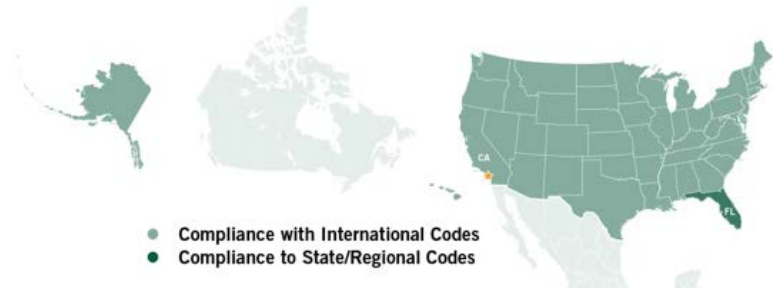 CA
FL
Compliance with International Codes
Compliance to State/Regional Codes